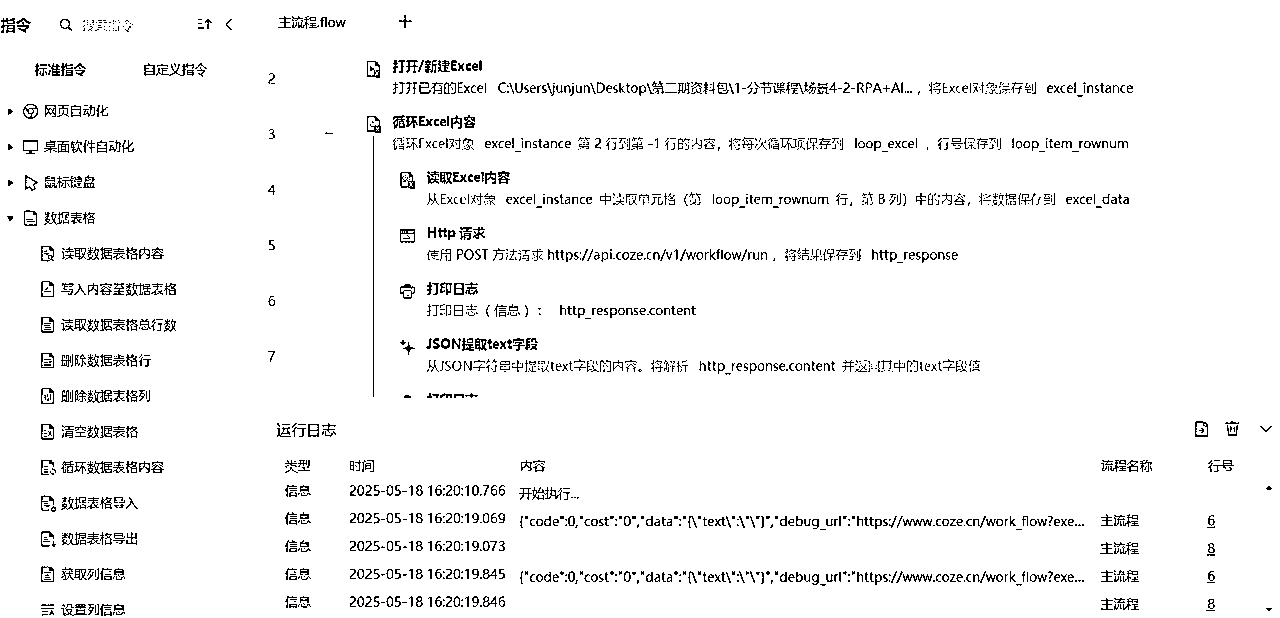 指令
搜索指令
主流程.flow
标准指令
自定义指令
网页自动化
桌面软件自动化
鼠标键盘
数据表格
读取数据表格内容
写入内容至数据表格
读取数据表格总行数
删除数据表格行
删除数据表格列
清空数据表格
循环数据表格内容
数据表格导入
数据表格导出
获取列信息
设置列信息
2
打开/新建Excel
打开已有的Excel C:\Users\junjun\Desktop\第二期资料包\1-分节课程\场景4-2-RPA+AI... ，将Excel对象保存到 excel_instance
3
循环Excel内容
循环Excel对象 excel_instance 第 2 行到第 -1 行的内容，将每次循环项保存到 loop_excel ，行号保存到 loop_item_rownum
4
读取Excel内容
从Excel对象 excel_instance 中读取单元格（第 loop_item_rownum 行，第 B 列）中的内容，将数据保存到 excel_data
5
Http 请求
使用 POST 方法请求 https://api.coze.cn/v1/workflow/run ，将结果保存到 http_response
6
打印日志
打印日志（信息）： http_response.content
7
JSON提取text字段
从JSON字符串中提取text字段的内容。将解析 http_response.content 并返回其中的text字段值
打印日志
运行日志
类型 时间 内容 流程名称 行号
信息 2025-05-18 16:20:10.766 开始执行...
信息 2025-05-18 16:20:19.069 {"code":0,"cost":"0","data":"{\"text\":\"\"}","debug_url":"https://www.coze.cn/work_flow?exe... 主流程 6
信息 2025-05-18 16:20:19.073 主流程 8
信息 2025-05-18 16:20:19.845 {"code":0,"cost":"0","data":"{\"text\":\"\"}","debug_url":"https://www.coze.cn/work_flow?exe... 主流程 6
信息 2025-05-18 16:20:19.846 主流程 8